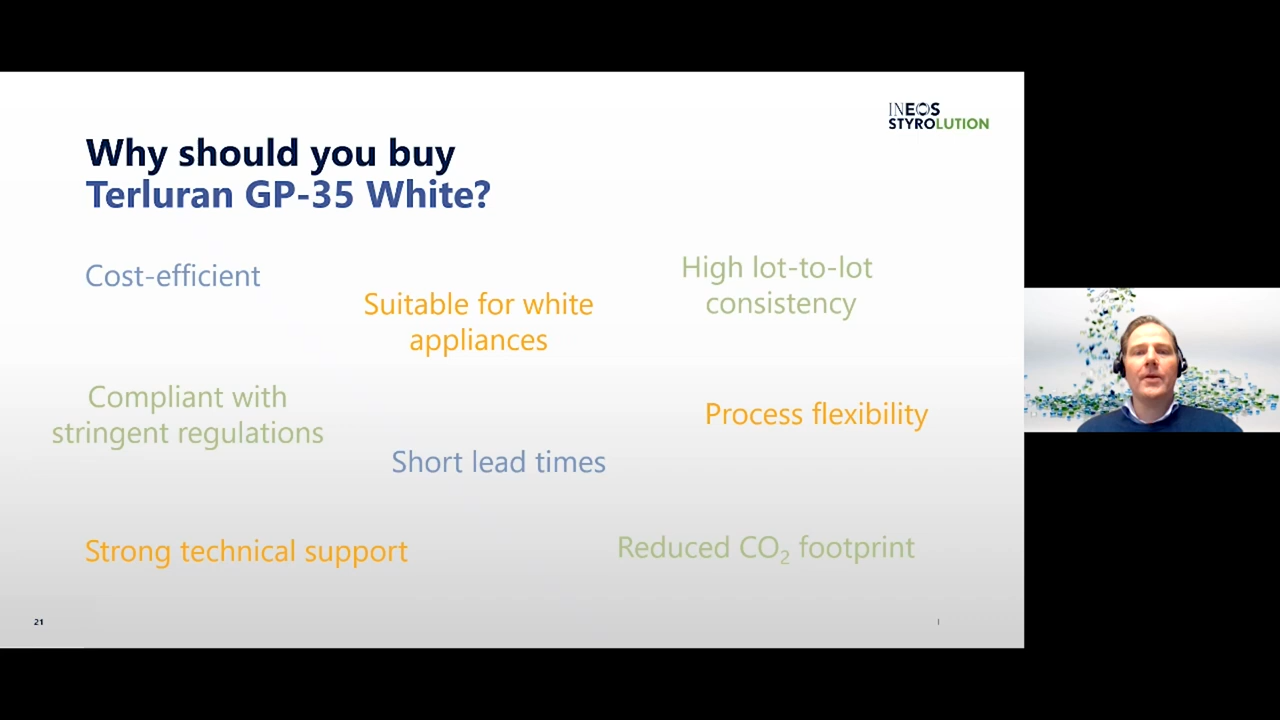 INEOS
STYROLUTION
Why should you buy
Terluran GP-35 White?
Cost-efficient
Suitable for white
appliances
High lot-to-lot
consistency
Compliant with
stringent regulations
Short lead times
Process flexibility
Strong technical support
Reduced CO₂ footprint
21